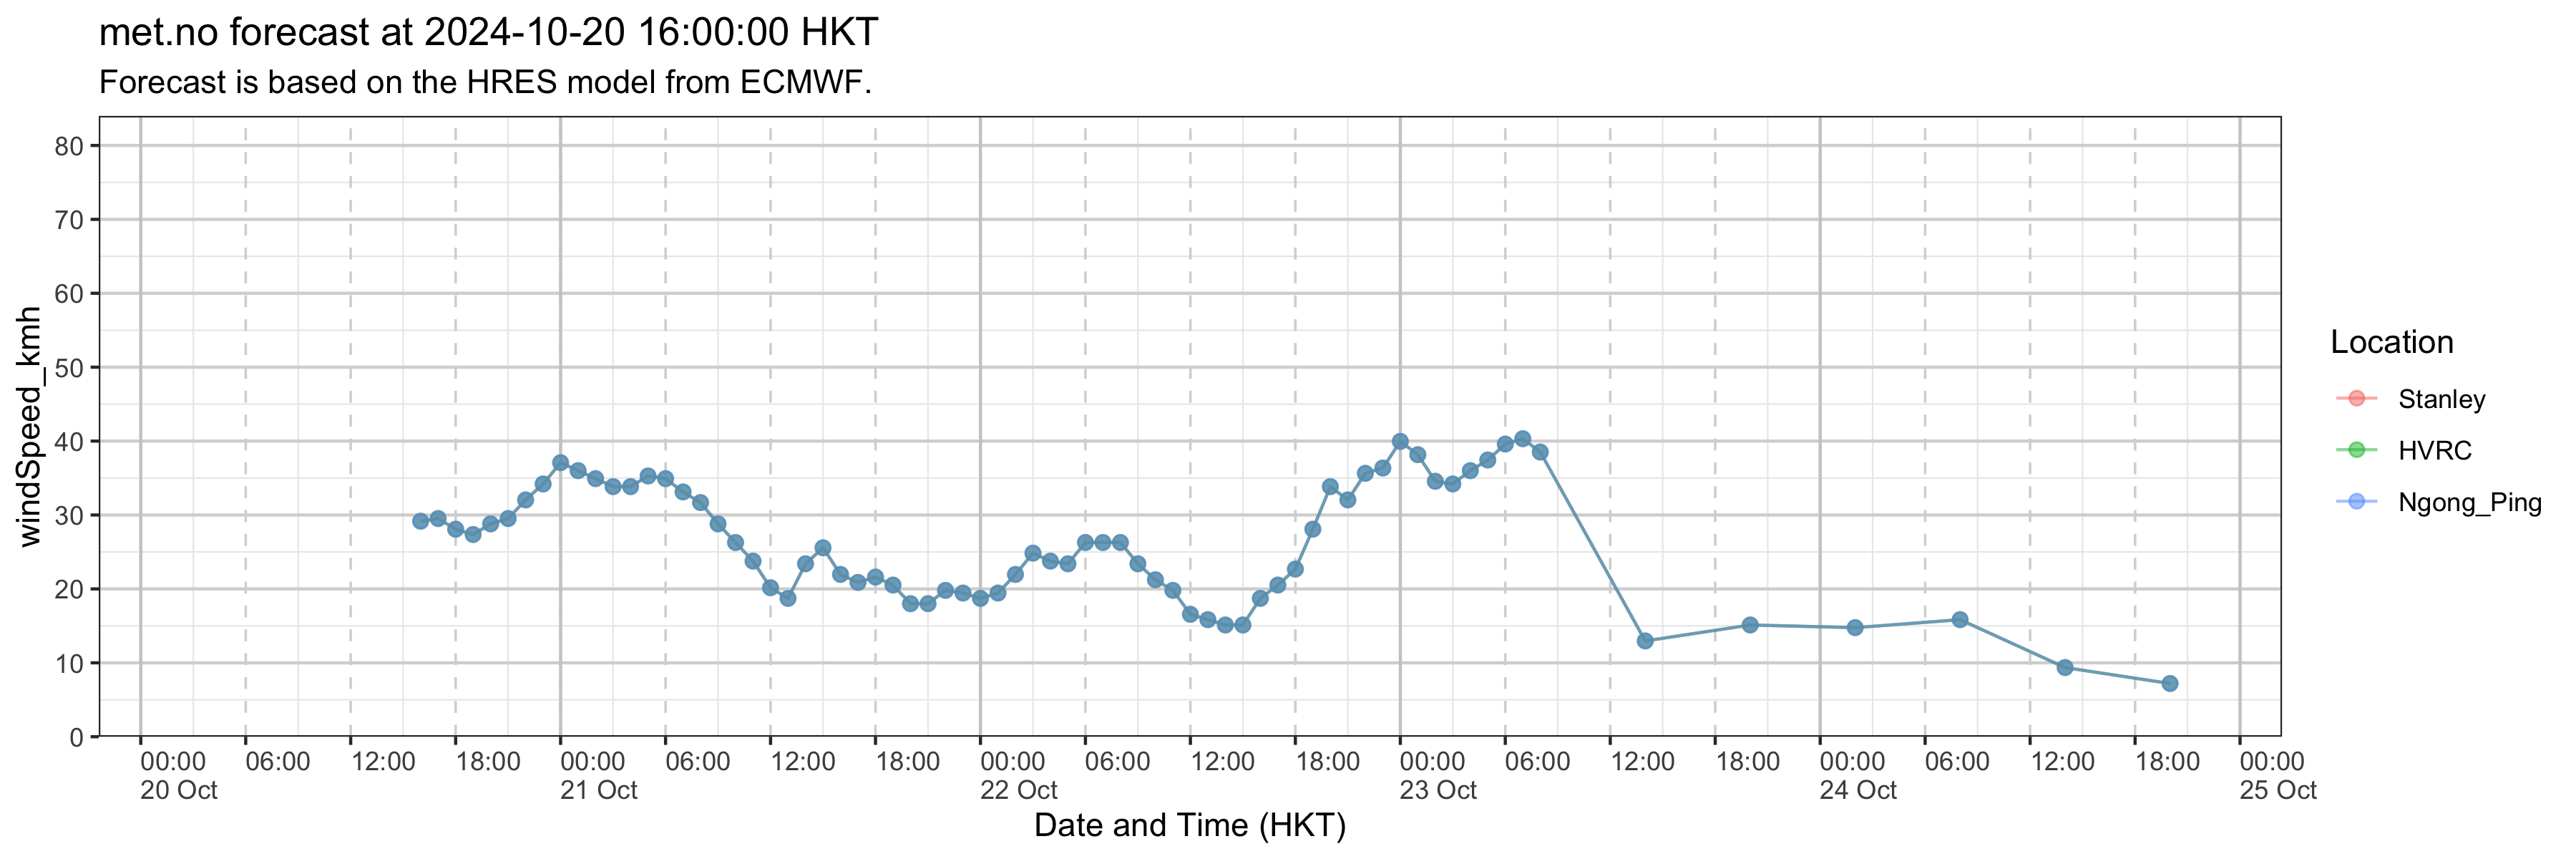 met.no forecast at 2024-10-20 16:00:00 HKT
Forecast is based on the HRES model from ECMWF.
windSpeed_kmh
80
70
60
50
40
30
20
10
0
00:00 06:00 12:00 18:00 00:00 06:00 12:00 18:00 00:00 06:00 12:00 18:00 00:00 06:00 12:00 18:00 00:00 06:00 12:00 18:00 00:00
20 Oct 21 Oct 22 Oct 23 Oct 24 Oct 25 Oct
Date and Time (HKT)
Location
Stanley
HVRC
Ngong_Ping